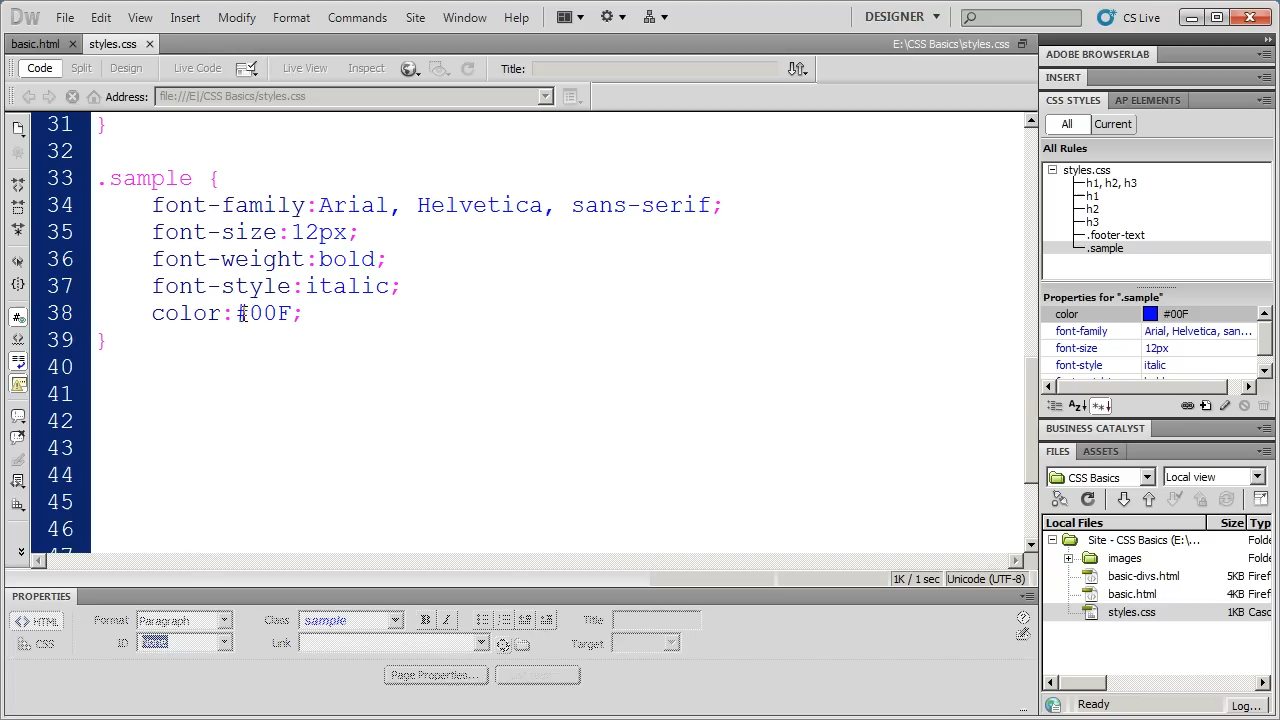 Dw File Edit View Insert Modify Format Commands Site Window Help DESIGNER CS Live
basic.html styles.css E:\CSS Basics\styles.css
Code Split Design Live Code Live View Inspect Title:
Address: file:///E|/CSS Basics/styles.css
31 }
32
33 .sample {
34 font-family:Arial, Helvetica, sans-serif;
35 font-size:12px;
36 font-weight:bold;
37 font-style:italic;
38 color:#00F;
39 }
40
41
42
43
44
45
46
47
1K / 1 sec Unicode (UTF-8)
PROPERTIES
<> HTML Format Paragraph Class sample B I Title
CSS ID Link Target
Page Properties...
ADOBE BROWSERLAB
INSERT
CSS STYLES AP ELEMENTS
All Current
All Rules
styles.css
h1, h2, h3
h1
h2
h3
.footer-text
.sample
Properties for ".sample"
color #00F
font-family Arial, Helvetica, san...
font-size 12px
font-style italic
BUSINESS CATALYST
FILES ASSETS
CSS Basics Local view
Local Files Size Typ
Site - CSS Basics (E:\... Folde
images Folde
basic-divs.html 5KB Firef
basic.html 4KB Firef
styles.css 1KB Casc
Ready Log...